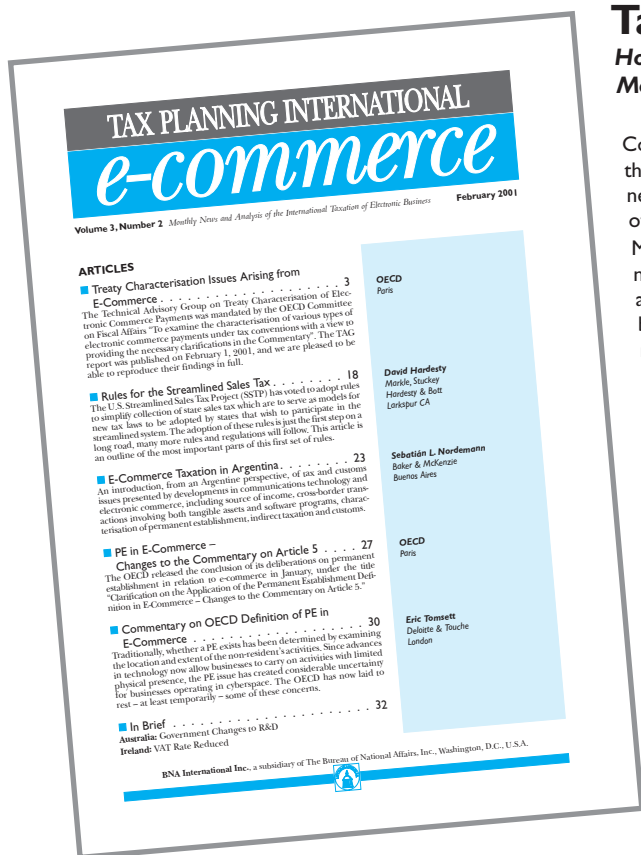 TAX PLANNING INTERNATIONAL
e-commerce
Volume 3, Number 2 Monthly News and Analysis of the International Taxation of Electronic Business February 2001
ARTICLES
Treaty Characterisation Issues Arising from
E-Commerce . . . . . . . . . . . . . . . . . . . 3
The Technical Advisory Group on Treaty Characterisation of Elec-
tronic Commerce Payments was mandated by the OECD Committee
on Fiscal Affairs "To examine the characterisation of various types of
electronic commerce payments under tax conventions with a view to
providing the necessary clarifications in the Commentary". The TAG
report was published on February 1, 2001, and we are pleased to be
able to reproduce their findings in full.
OECD
Paris
Rules for the Streamlined Sales Tax . . . . . . . . 18
The U.S. Streamlined Sales Tax Project (SSTP) has voted to adopt rules
to simplify collection of state sales tax which are to serve as models for
new tax laws to be adopted by states that wish to participate in the
streamlined system. The adoption of these rules is just the first step on a
long road, many more rules and regulations will follow. This article is
an outline of the most important parts of this first set of rules.
David Hardesty
Markle, Stuckey
Hardesty & Bott
Larkspur CA
E-Commerce Taxation in Argentina . . . . . . . . 23
An introduction, from an Argentine perspective, of tax and customs
issues presented by developments in communications technology and
electronic commerce, including source of income, cross-border trans-
actions involving both tangible assets and software programs, charac-
terisation of permanent establishment, indirect taxation and customs.
Sebatián L. Nordemann
Baker & McKenzie
Buenos Aires
PE in E-Commerce –
Changes to the Commentary on Article 5 . . . . 27
The OECD released the conclusion of its deliberations on permanent
establishment in relation to e-commerce in January, under the title
"Clarification on the Application of the Permanent Establishment Defi-
nition in E-Commerce – Changes to the Commentary on Article 5."
OECD
Paris
Commentary on OECD Definition of PE in
E-Commerce . . . . . . . . . . . . . . . . . . 30
Traditionally, whether a PE exists has been determined by examining
the location and extent of the non-resident's activities. Since advances
in technology now allow businesses to carry on activities with limited
physical presence, the PE issue has created considerable uncertainty
for businesses operating in cyberspace. The OECD has now laid to
rest – at least temporarily – some of these concerns.
Eric Tomsett
Deloitte & Touche
London
In Brief . . . . . . . . . . . . . . . . . . . . . 32
Australia: Government Changes to R&D
Ireland: VAT Rate Reduced
BNA International Inc., a subsidiary of The Bureau of National Affairs, Inc., Washington, D.C., U.S.A.